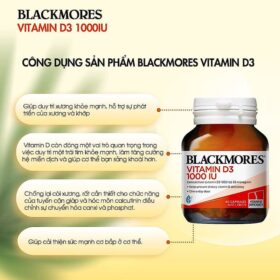 BLACKMORES
VITAMIN D3 1000IU
CÔNG DỤNG SẢN PHẨM BLACKMORES VITAMIN D3
Giúp duy trì xương khỏe mạnh, hỗ trợ sự phát
triển của xương và khớp
Vitamin D còn đóng một vai trò quan trọng trong
việc duy trì một trái tim khỏe mạnh, làm tăng cường
hệ miễn dịch và giúp cơ thể bạn sảng khoái hơn.
Chống lại còi xương, rất cần thiết cho chức năng
của tuyến cận giáp và hóc môn calcutinin điều
chỉnh sự chuyển hóa canxi và phosphat.
Giúp cải thiện sức mạnh cơ bắp ở cơ thể.
BLACKMORES
VITAMIN D3
1000 IU